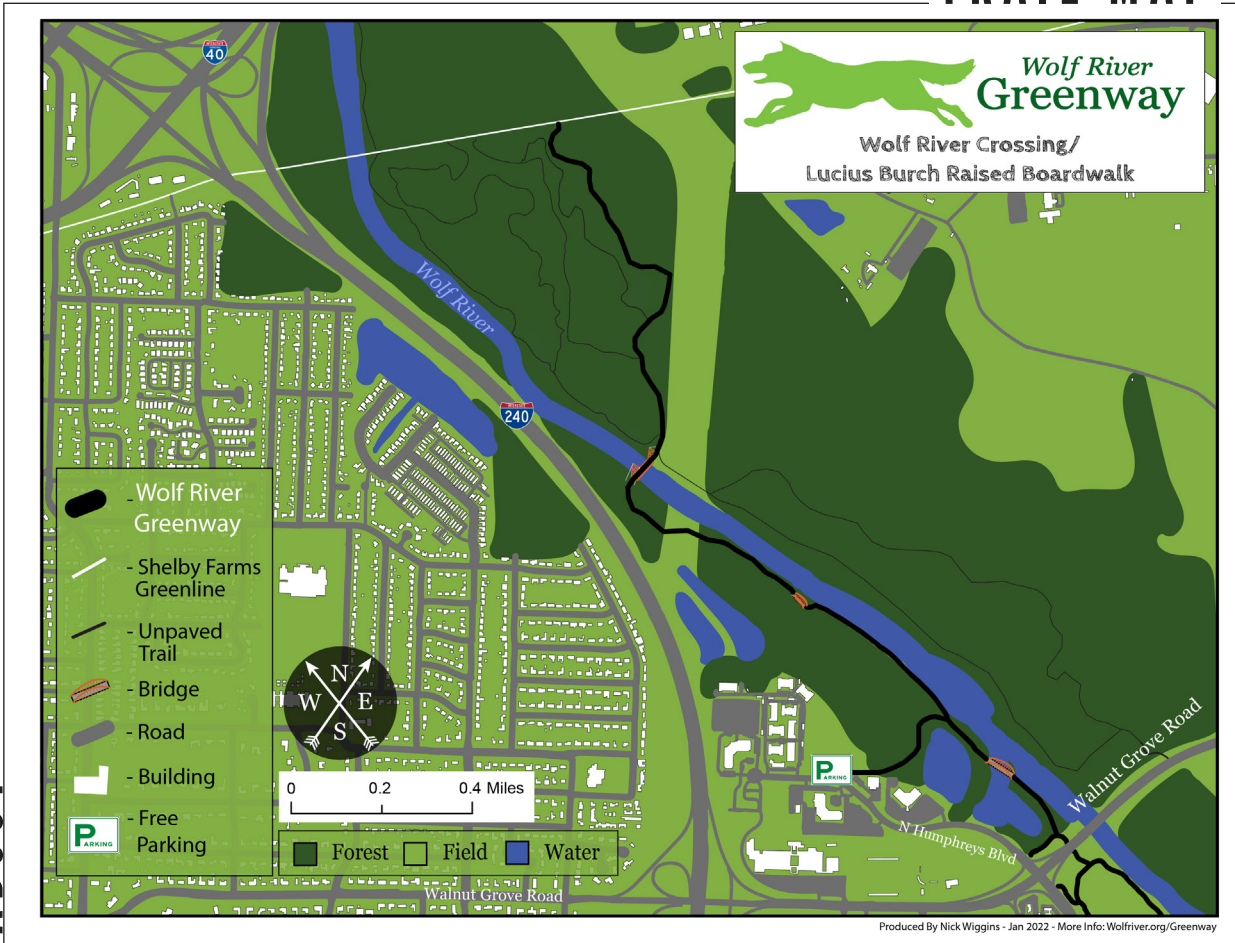 TRAIL MAP
Wolf River
Greenway
Wolf River Crossing/
Lucius Burch Raised Boardwalk
40
Wolf River
240
- Wolf River
Greenway
- Shelby Farms
Greenline
- Unpaved
Trail
- Bridge
- Road
- Building
PARKING
- Free
Parking
N
W E
S
0 0.2 0.4 Miles
Forest Field Water
PARKING
Walnut Grove Road
N Humphreys Blvd
Walnut Grove Road
Produced By Nick Wiggins - Jan 2022 - More Info: Wolfriver.org/Greenway